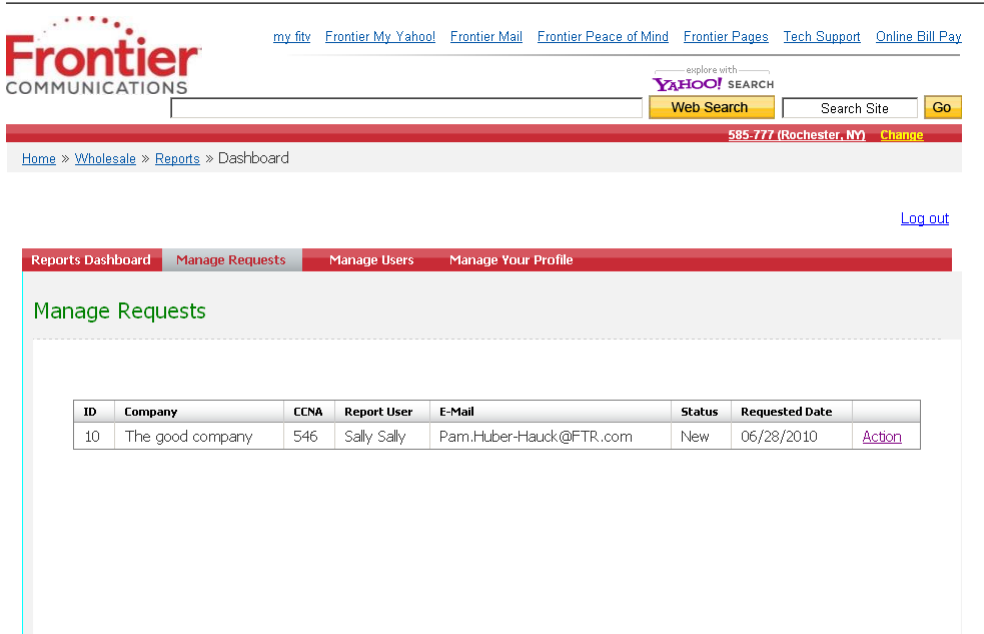 my fitv Frontier My Yahoo! Frontier Mail Frontier Peace of Mind Frontier Pages Tech Support Online Bill Pay
Frontier
COMMUNICATIONS
explore with
YAHOO! SEARCH
Web Search Search Site Go
585-777 (Rochester, NY) Change
Home » Wholesale » Reports » Dashboard
Log out
Reports Dashboard Manage Requests Manage Users Manage Your Profile
Manage Requests
ID Company CCNA Report User E-Mail Status Requested Date
10 The good company 546 Sally Sally Pam.Huber-Hauck@FTR.com New 06/28/2010 Action